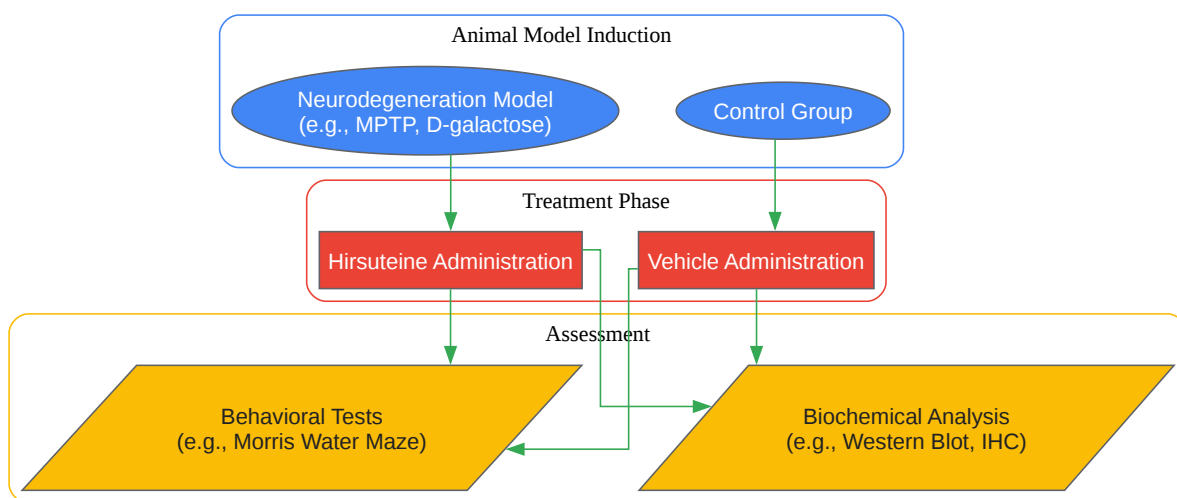 Animal Model Induction
Neurodegeneration Model
(e.g., MPTP, D-galactose)
Control Group
Treatment Phase
Hirsuteine Administration
Vehicle Administration
Assessment
Behavioral Tests
(e.g., Morris Water Maze)
Biochemical Analysis
(e.g., Western Blot, IHC)